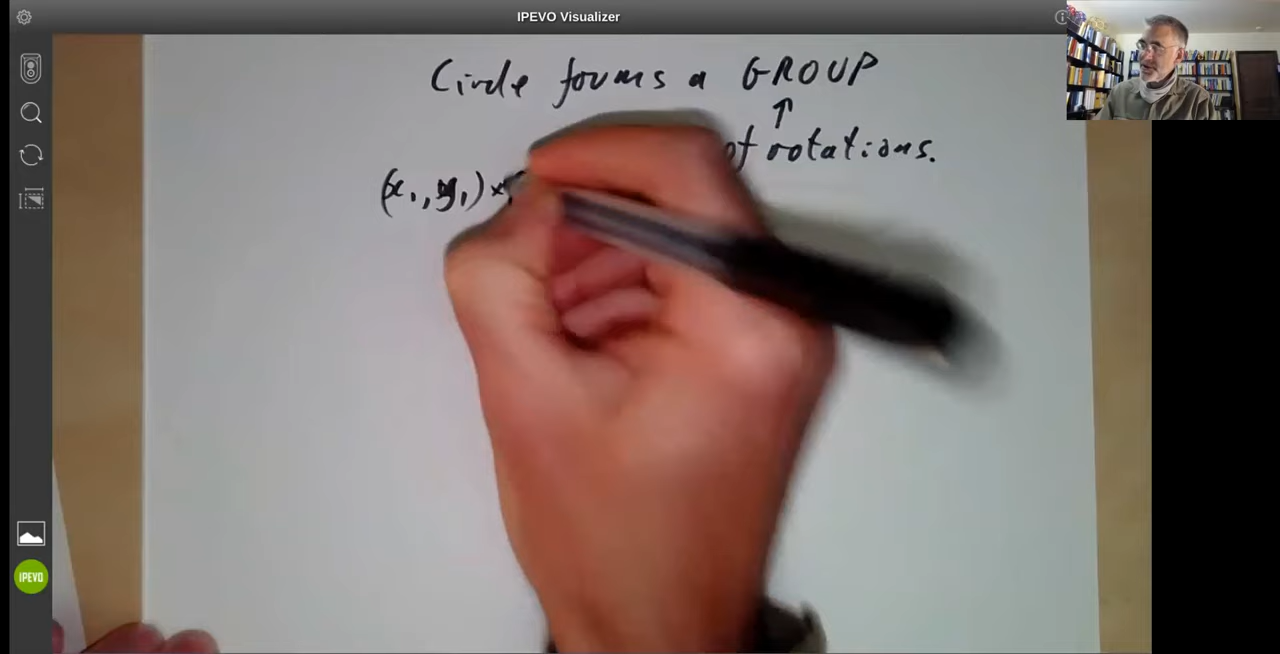 IPEVO Visualizer
Circle forms a GROUP
↑
of rotations.
(x₁, y₁) ×
IPEVO